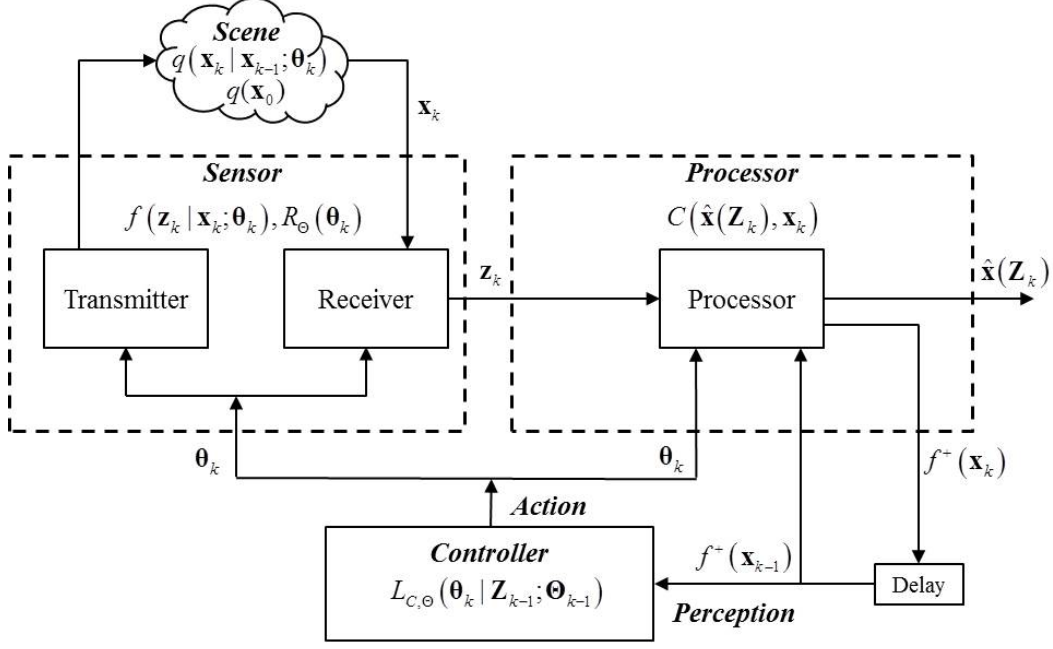 Scene
q(x_k | x_{k-1}; θ_k)
q(x_0)
x_k
Sensor
f(z_k | x_k; θ_k), R_Θ(θ_k)
Transmitter
Receiver
z_k
Processor
C(x̂(Z_k), x_k)
Processor
x̂(Z_k)
θ_k
θ_k
f⁺(x_k)
Action
Controller
L_{C,Θ}(θ_k | Z_{k-1}; Θ_{k-1})
f⁺(x_{k-1})
Perception
Delay